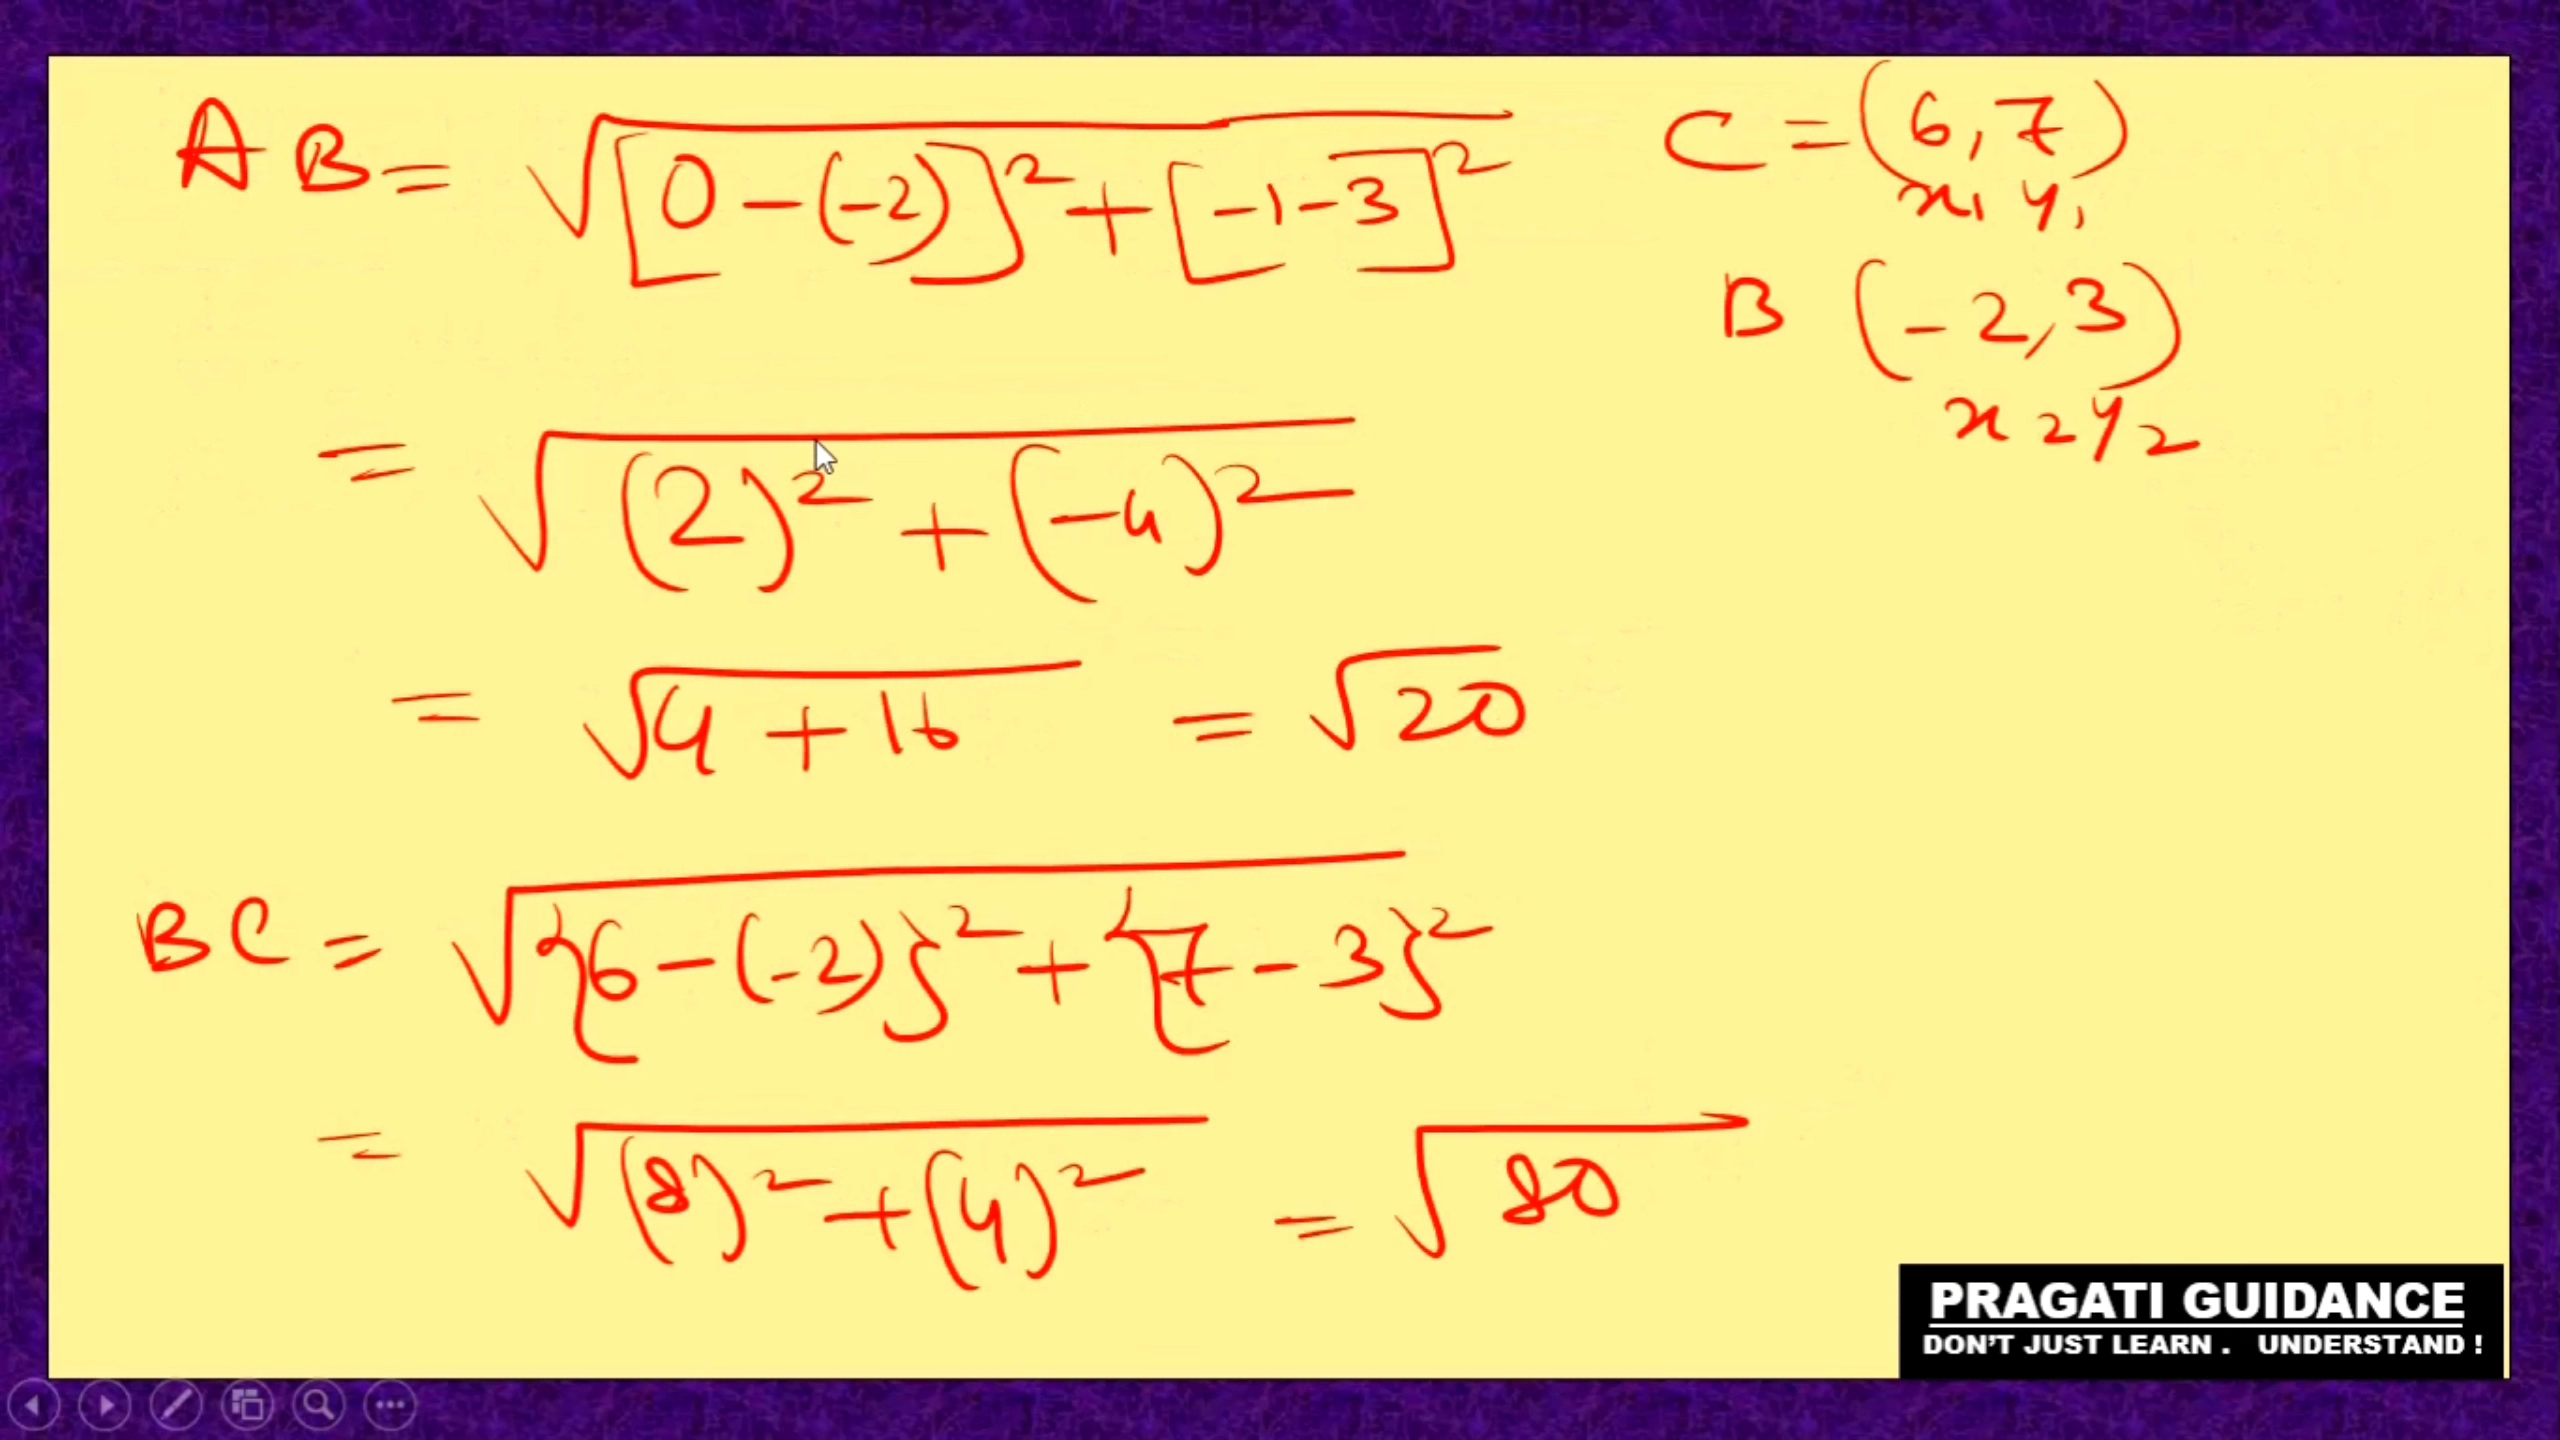 AB = √[0-(-2)]² + [-1-3]²
C = (6,7)
x₁ y₁
B (-2,3)
x₂ y₂
= √(2)² + (-4)²
= √4 + 16 = √20
BC = √{6-(-2)}² + {7-3}²
= √(8)² + (4)² = √80
PRAGATI GUIDANCE
DON'T JUST LEARN . UNDERSTAND !